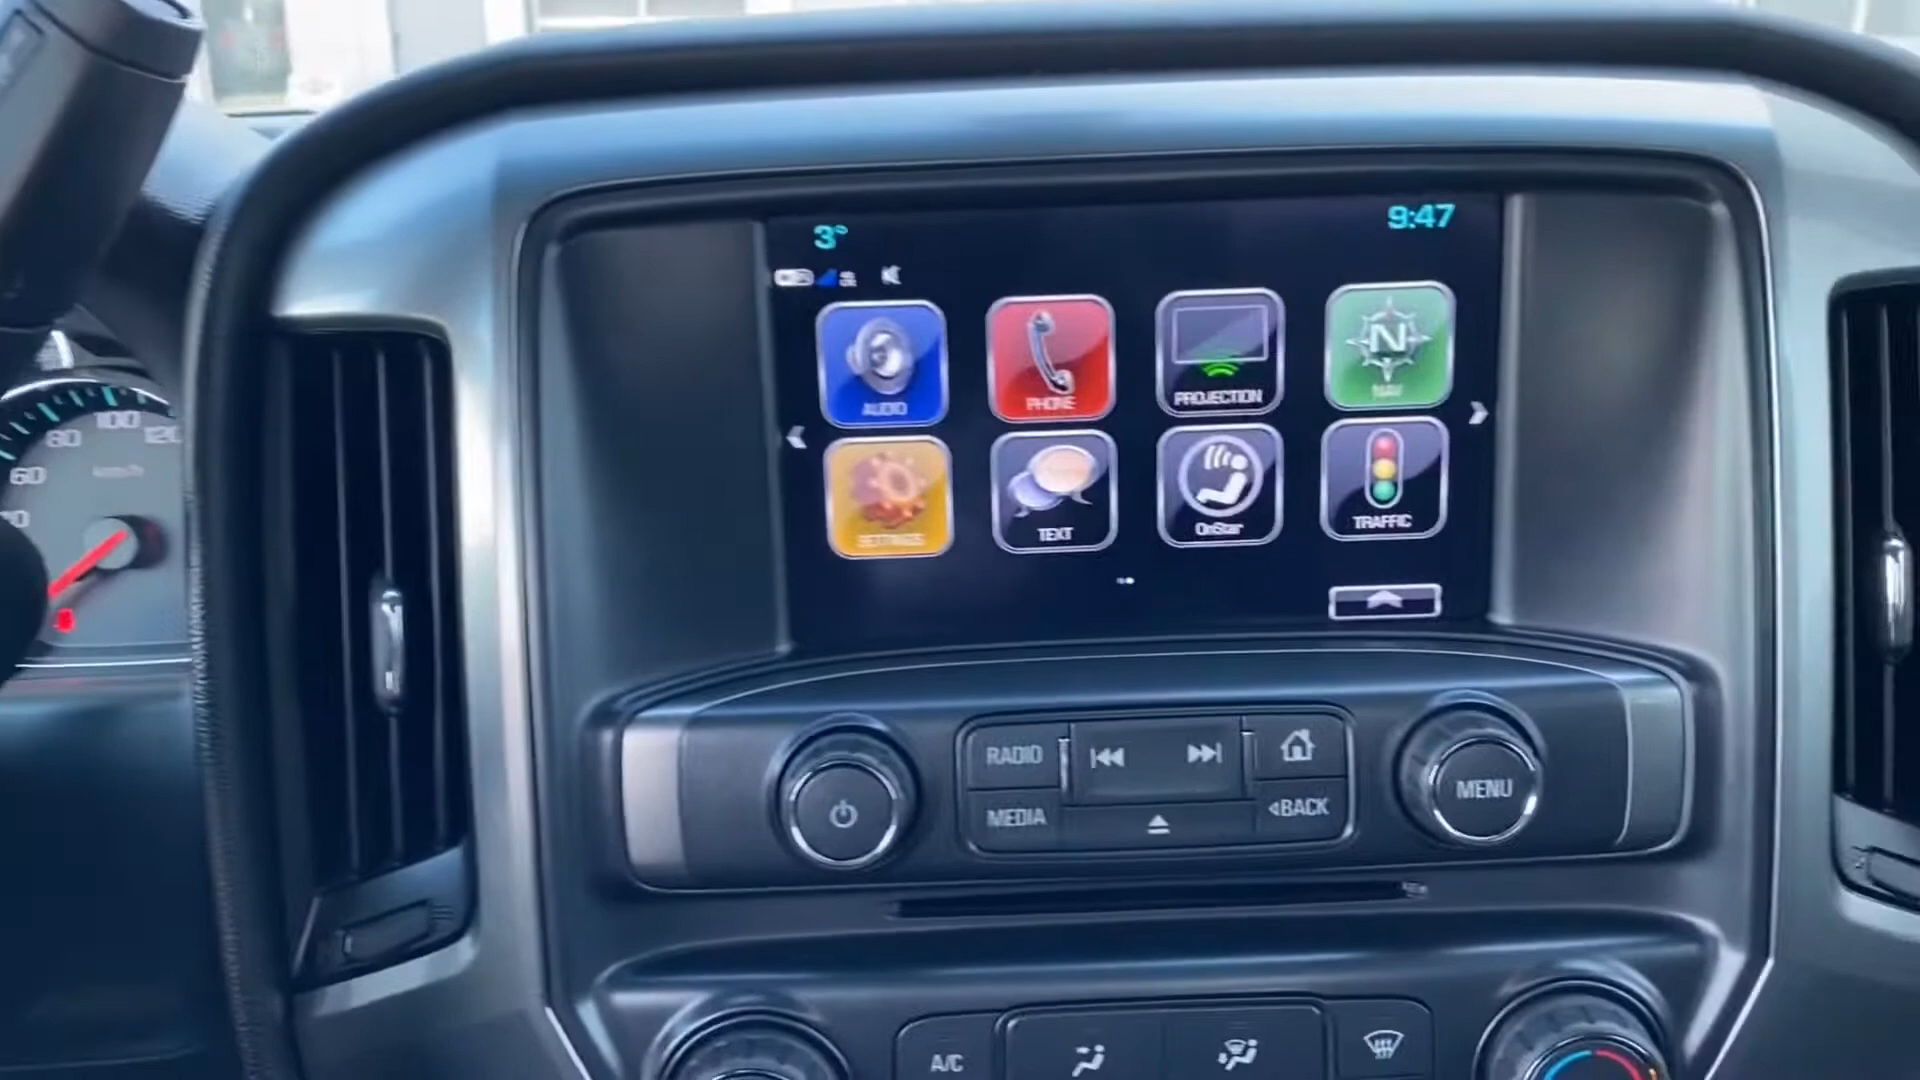 3°
9:47
AUDIO
PHONE
PROJECTION
NAV
SETTINGS
TEXT
OnStar
TRAFFIC
100
80
120
km/h
60
RADIO
MEDIA
BACK
MENU
A/C